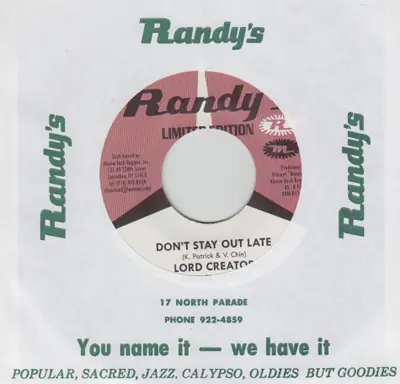 Randy's
Randy's
Randy's
Randy
LIMITED EDITION
DON'T STAY OUT LATE
(K. Patrick & V. Chin)
LORD CREATOR
17 NORTH PARADE
PHONE 922-4859
You name it — we have it
POPULAR, SACRED, JAZZ, CALYPSO, OLDIES BUT GOODIES